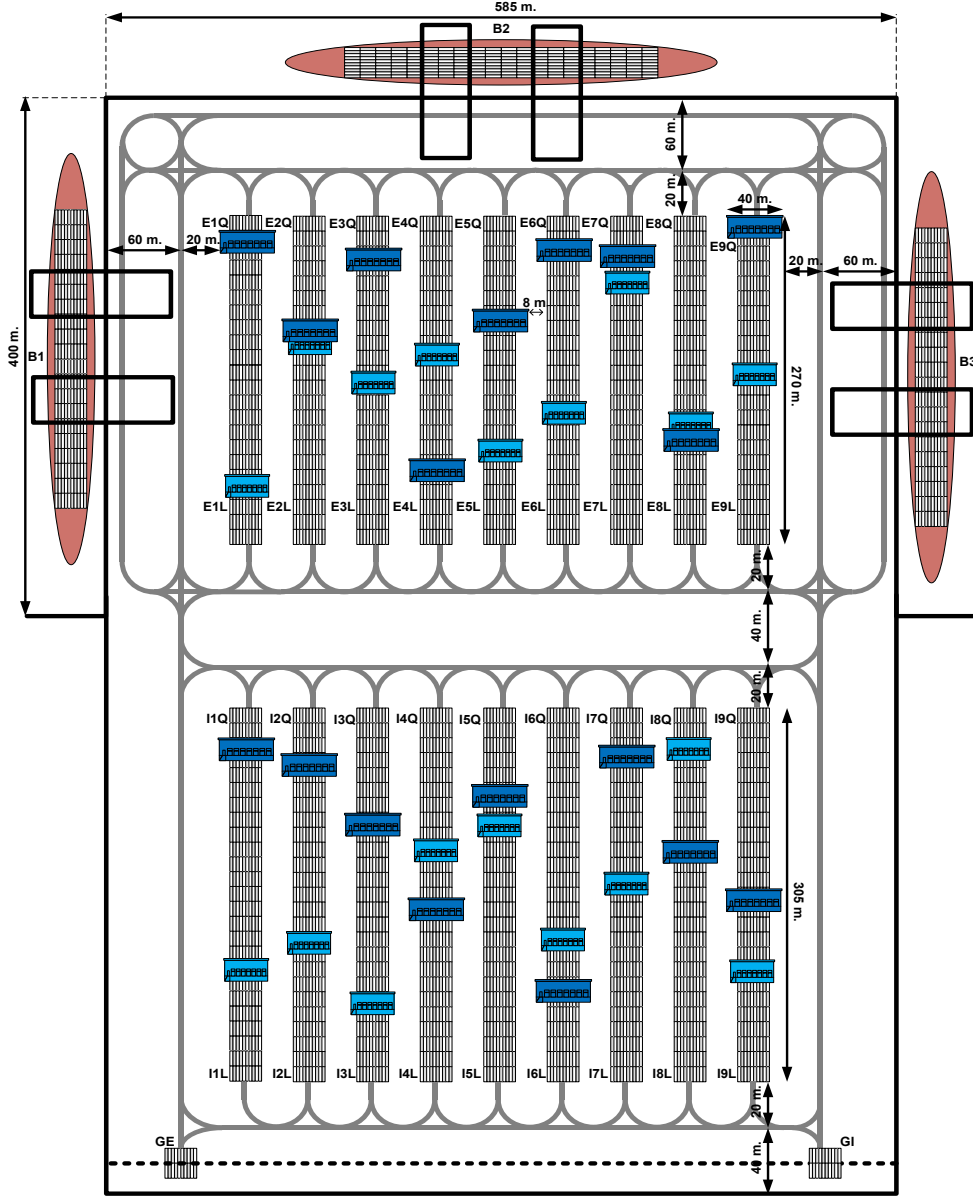 585 m.
B2
60 m.
20 m.
40 m.
E1Q
E2Q
E3Q
E4Q
E5Q
E6Q
E7Q
E8Q
E9Q
60 m.
20 m.
20 m.
60 m.
8 m
400 m.
B1
B3
270 m.
E1L
E2L
E3L
E4L
E5L
E6L
E7L
E8L
E9L
20 m.
40 m.
20 m.
I1Q
I2Q
I3Q
I4Q
I5Q
I6Q
I7Q
I8Q
I9Q
305 m.
I1L
I2L
I3L
I4L
I5L
I6L
I7L
I8L
I9L
20 m.
GE
GI
40 m.